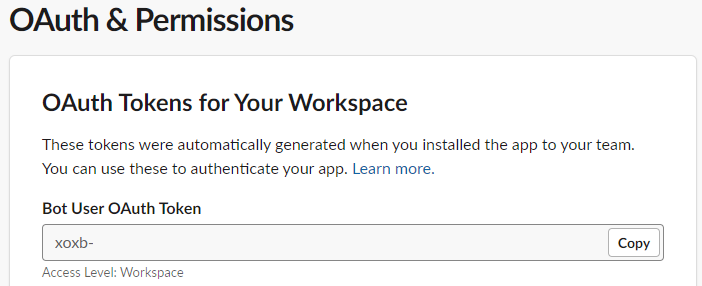 OAuth & Permissions
OAuth Tokens for Your Workspace
These tokens were automatically generated when you installed the app to your team.
You can use these to authenticate your app. Learn more.
Bot User OAuth Token
xoxb-
Copy
Access Level: Workspace